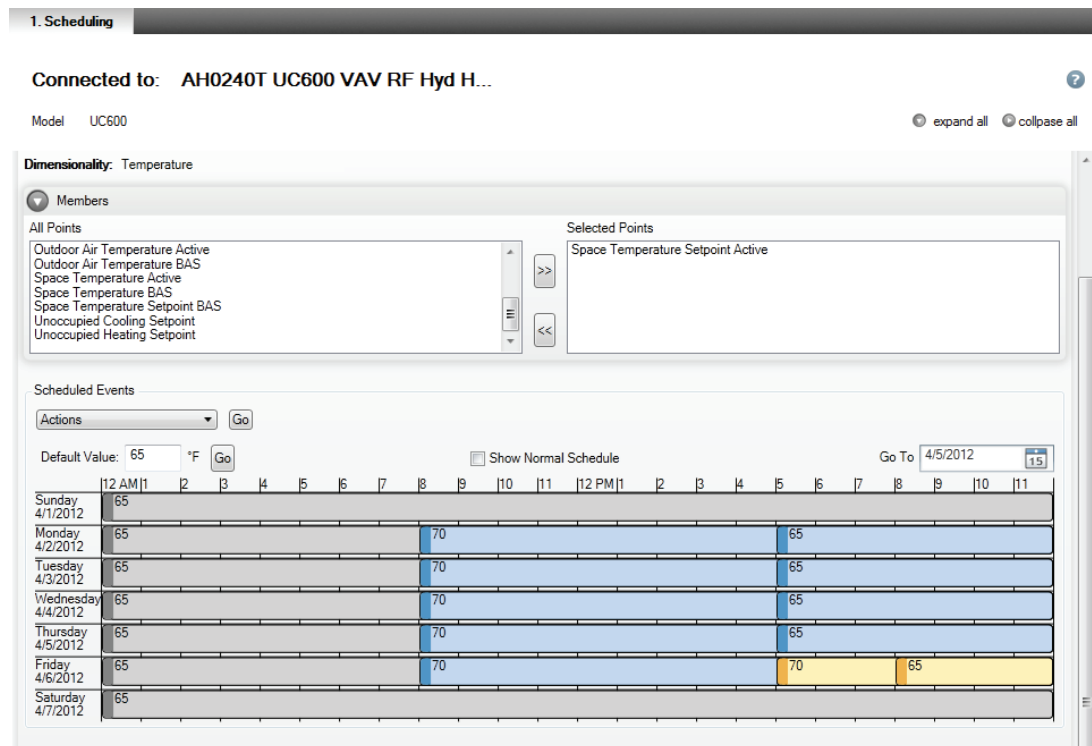 1. Scheduling
Connected to: AH0240T UC600 VAV RF Hyd H...
Model UC600
expand all collpase all
Dimensionality: Temperature
Members
All Points Selected Points
Outdoor Air Temperature Active
Outdoor Air Temperature BAS
Space Temperature Active
Space Temperature BAS
Space Temperature Setpoint BAS
Unoccupied Cooling Setpoint
Unoccupied Heating Setpoint
>>
<<
Space Temperature Setpoint Active
Scheduled Events
Actions Go
Default Value: 65 °F Go Show Normal Schedule Go To 4/5/2012 15
12 AM 1 2 3 4 5 6 7 8 9 10 11 12 PM 1 2 3 4 5 6 7 8 9 10 11
Sunday 65
4/1/2012
Monday 65 70 65
4/2/2012
Tuesday 65 70 65
4/3/2012
Wednesday 65 70 65
4/4/2012
Thursday 65 70 65
4/5/2012
Friday 65 70 70 65
4/6/2012
Saturday 65
4/7/2012